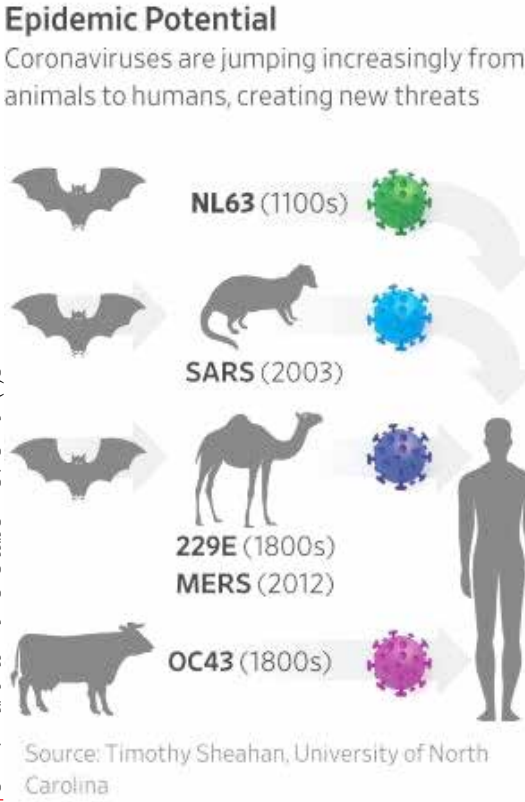 Epidemic Potential
Coronaviruses are jumping increasingly from
animals to humans, creating new threats
NL63 (1100s)
SARS (2003)
229E (1800s)
MERS (2012)
OC43 (1800s)
Source: Timothy Sheahan, University of North
Carolina